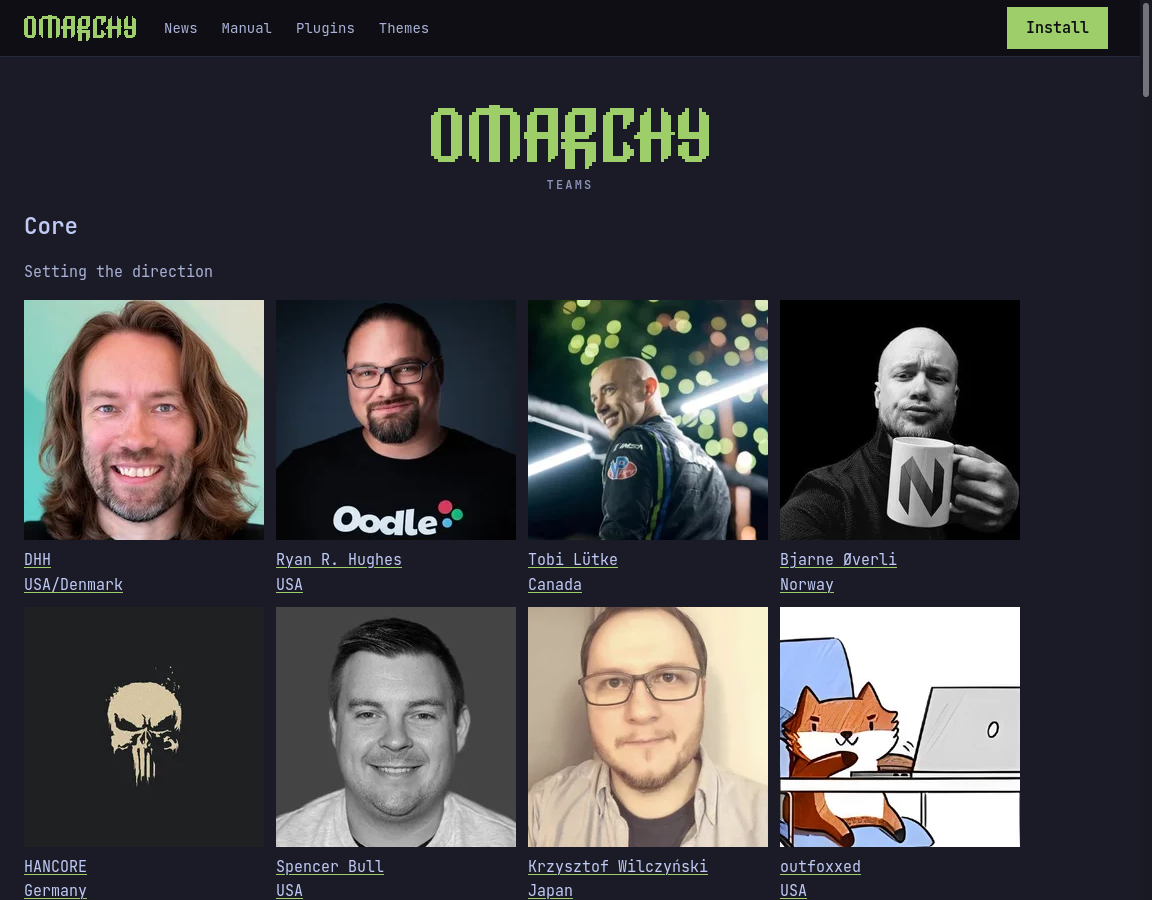 OMARCHY News Manual Plugins Themes Install
OMARCHY
TEAMS
Core
Setting the direction
Oodle
N
DHH
USA/Denmark
Ryan R. Hughes
USA
Tobi Lütke
Canada
Bjarne Øverli
Norway
HANCORE
Germany
Spencer Bull
USA
Krzysztof Wilczyński
Japan
outfoxxed
USA